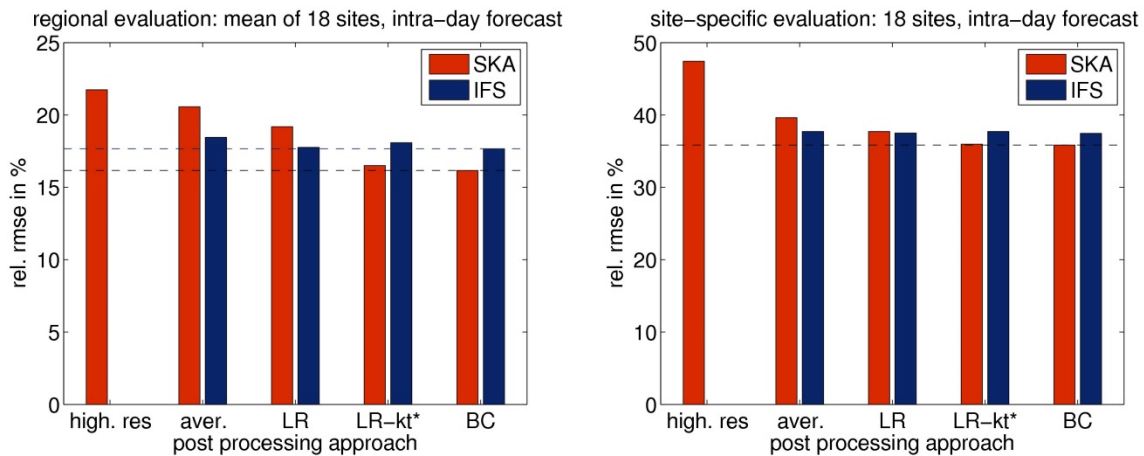 regional evaluation: mean of 18 sites, intra-day forecast
25
20
15
10
5
0
rel. rmse in %
SKA
IFS
high. res aver. LR LR-kt* BC
post processing approach
site-specific evaluation: 18 sites, intra-day forecast
50
40
30
20
10
0
rel. rmse in %
SKA
IFS
high. res aver. LR LR-kt* BC
post processing approach